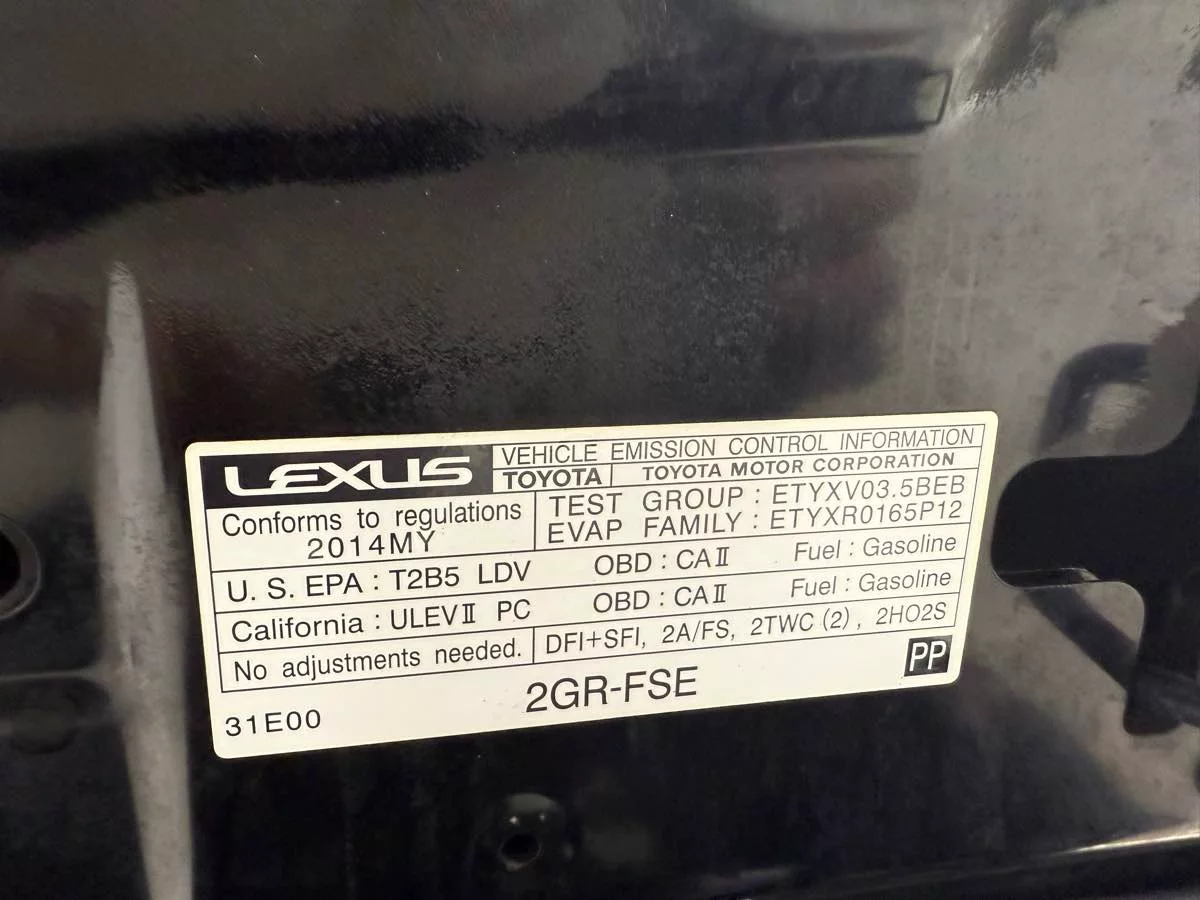 LEXUS
VEHICLE EMISSION CONTROL INFORMATION
TOYOTA TOYOTA MOTOR CORPORATION
Conforms to regulations
2014MY
TEST GROUP : ETYXV03.5BEB
EVAP FAMILY : ETYXR0165P12
U. S. EPA : T2B5 LDV OBD : CAⅡ Fuel : Gasoline
California : ULEVⅡ PC OBD : CAⅡ Fuel : Gasoline
No adjustments needed. DFI+SFI, 2A/FS, 2TWC (2), 2HO2S
31E00 2GR-FSE PP